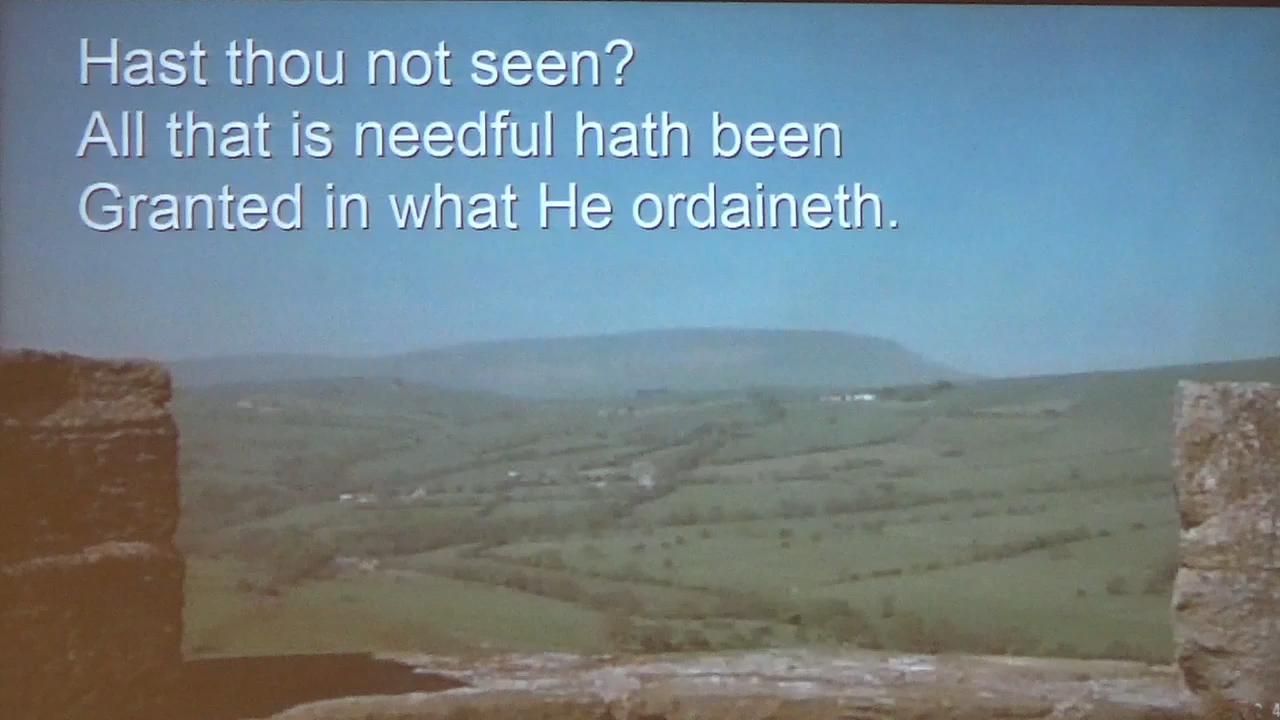 Hast thou not seen?
All that is needful hath been
Granted in what He ordaineth.